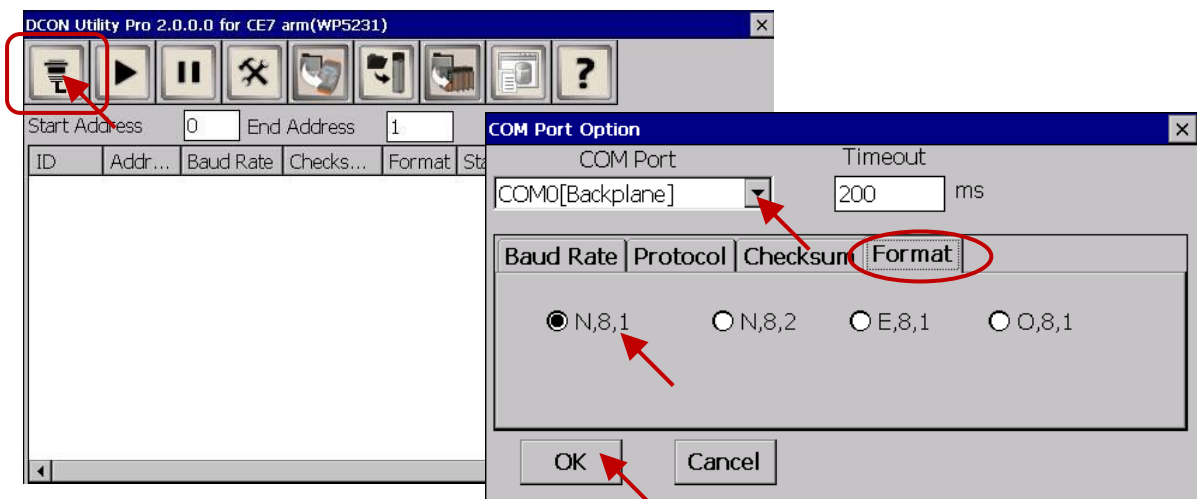 DCON Utility Pro 2.0.0.0 for CE7 arm(WP5231)
?
Start Address 0 End Address 1
ID Addr... Baud Rate Checks... Format Sta
COM Port Option
COM Port Timeout
COM0[Backplane] 200 ms
Baud Rate Protocol Checksum Format
N,8,1 N,8,2 E,8,1 O,8,1
OK Cancel